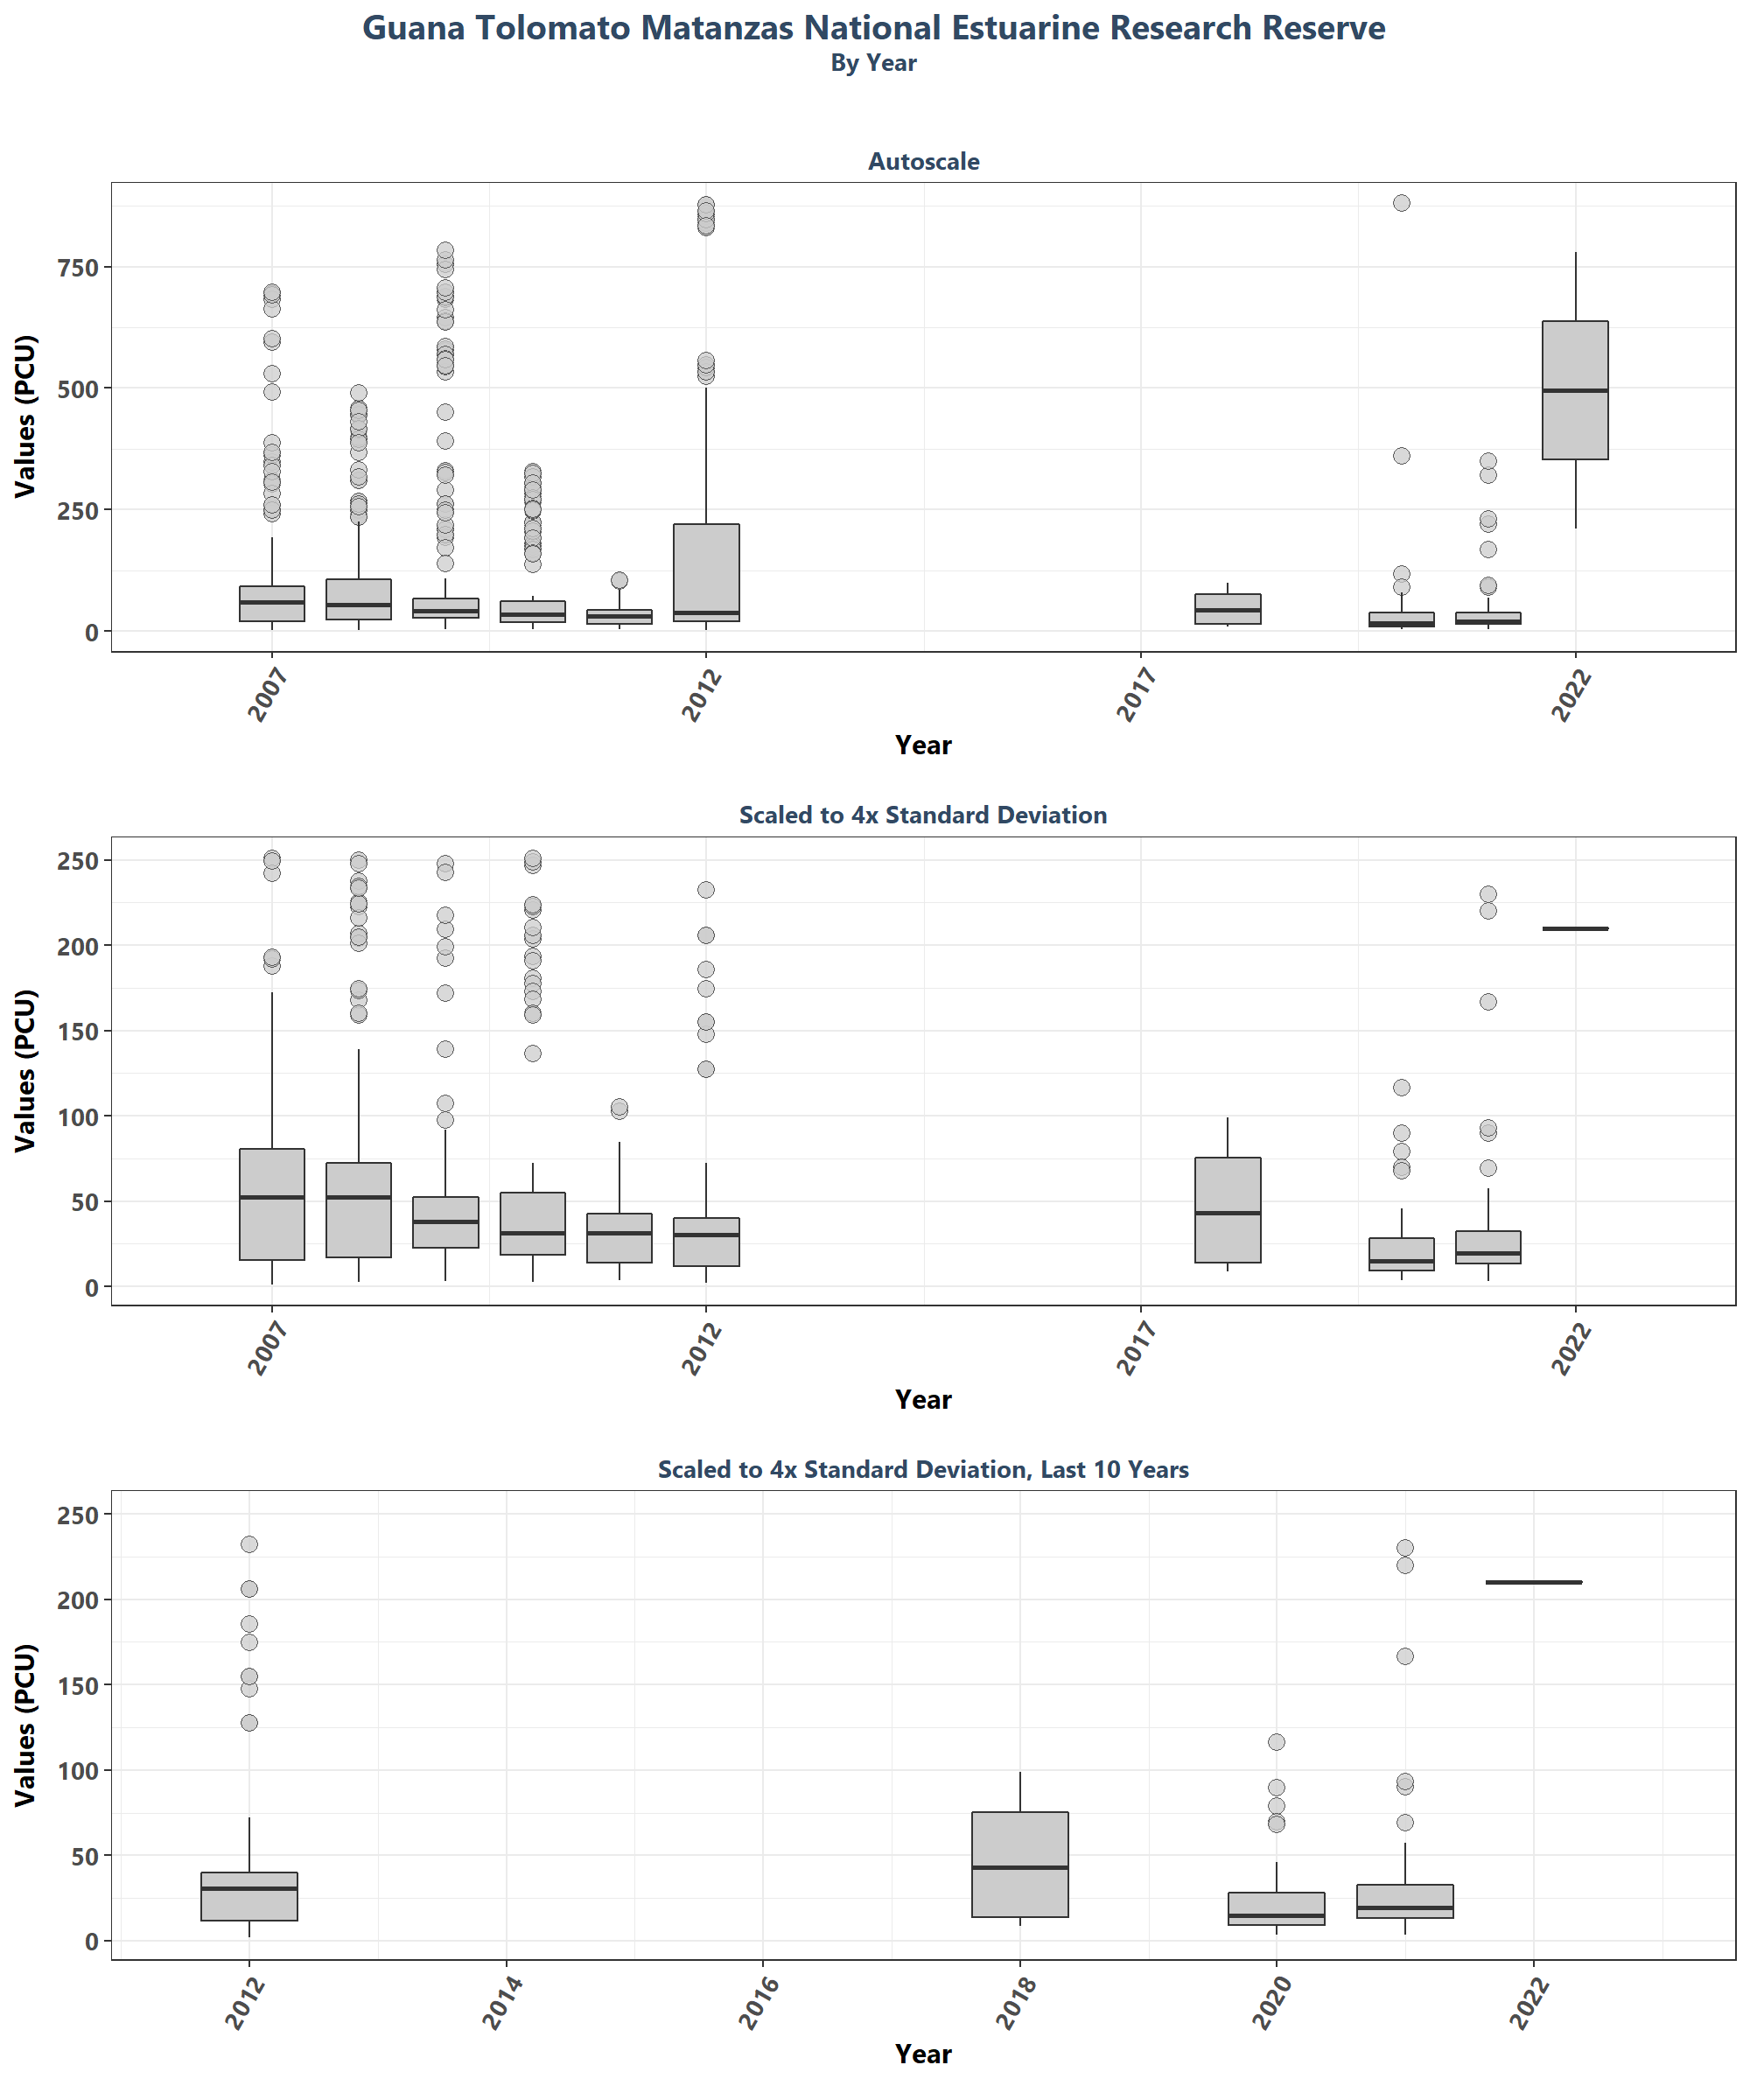 Guana Tolomato Matanzas National Estuarine Research Reserve
By Year
Autoscale
Values (PCU)
750
500
250
0
2007
2012
2017
2022
Year
Scaled to 4x Standard Deviation
Values (PCU)
250
200
150
100
50
0
2007
2012
2017
2022
Year
Scaled to 4x Standard Deviation, Last 10 Years
Values (PCU)
250
200
150
100
50
0
2012
2014
2016
2018
2020
2022
Year